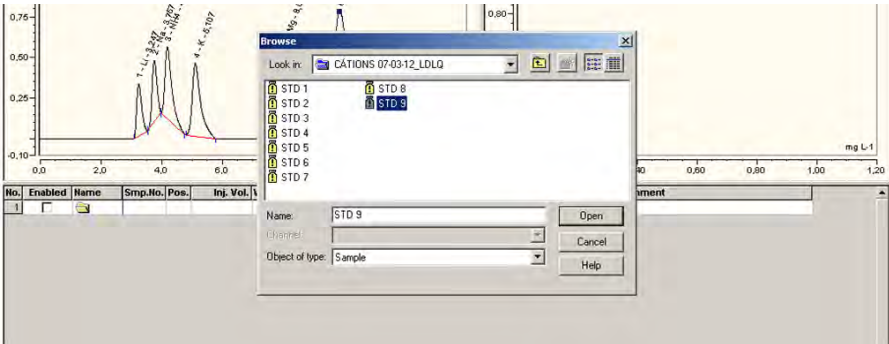 0,75
0,50
0,25
-0,10
1 - Li - 3,247
2 - Na - 3,767
3 - NH4 -
4 - K - 5,107
Mg - 8,0
0,0 2,0 4,0 6,0
0,80
mg L-1
0,60 0,80 1,00 1,20
No. Enabled Name Smp.No. Pos. Inj. Vol.
1
Browse
Look in: CÁTIONS 07-03-12_LDLQ
STD 1
STD 2
STD 3
STD 4
STD 5
STD 6
STD 7
STD 8
STD 9
Name: STD 9
Channel:
Object of type: Sample
Open
Cancel
Help